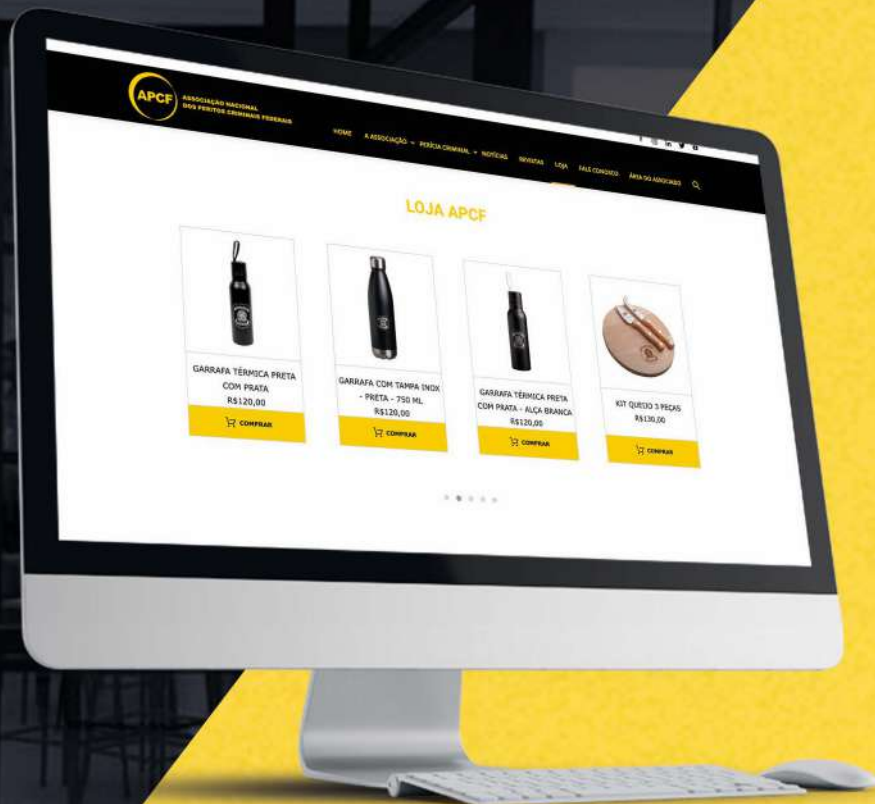 APCF
ASSOCIAÇÃO NACIONAL
DOS PERITOS CRIMINAIS FEDERAIS
HOME A ASSOCIAÇÃO PERÍCIA CRIMINAL NOTÍCIAS REVISTAS LOJA FALE CONOSCO ÁREA DO ASSOCIADO
LOJA APCF
GARRAFA TÉRMICA PRETA
COM PRATA
R$120,00
COMPRAR
GARRAFA COM TAMPA INOX
- PRETA - 750 ML
R$120,00
COMPRAR
GARRAFA TÉRMICA PRETA
COM PRATA - ALÇA BRANCA
R$120,00
COMPRAR
KIT QUEIJO 3 PEÇAS
R$130,00
COMPRAR